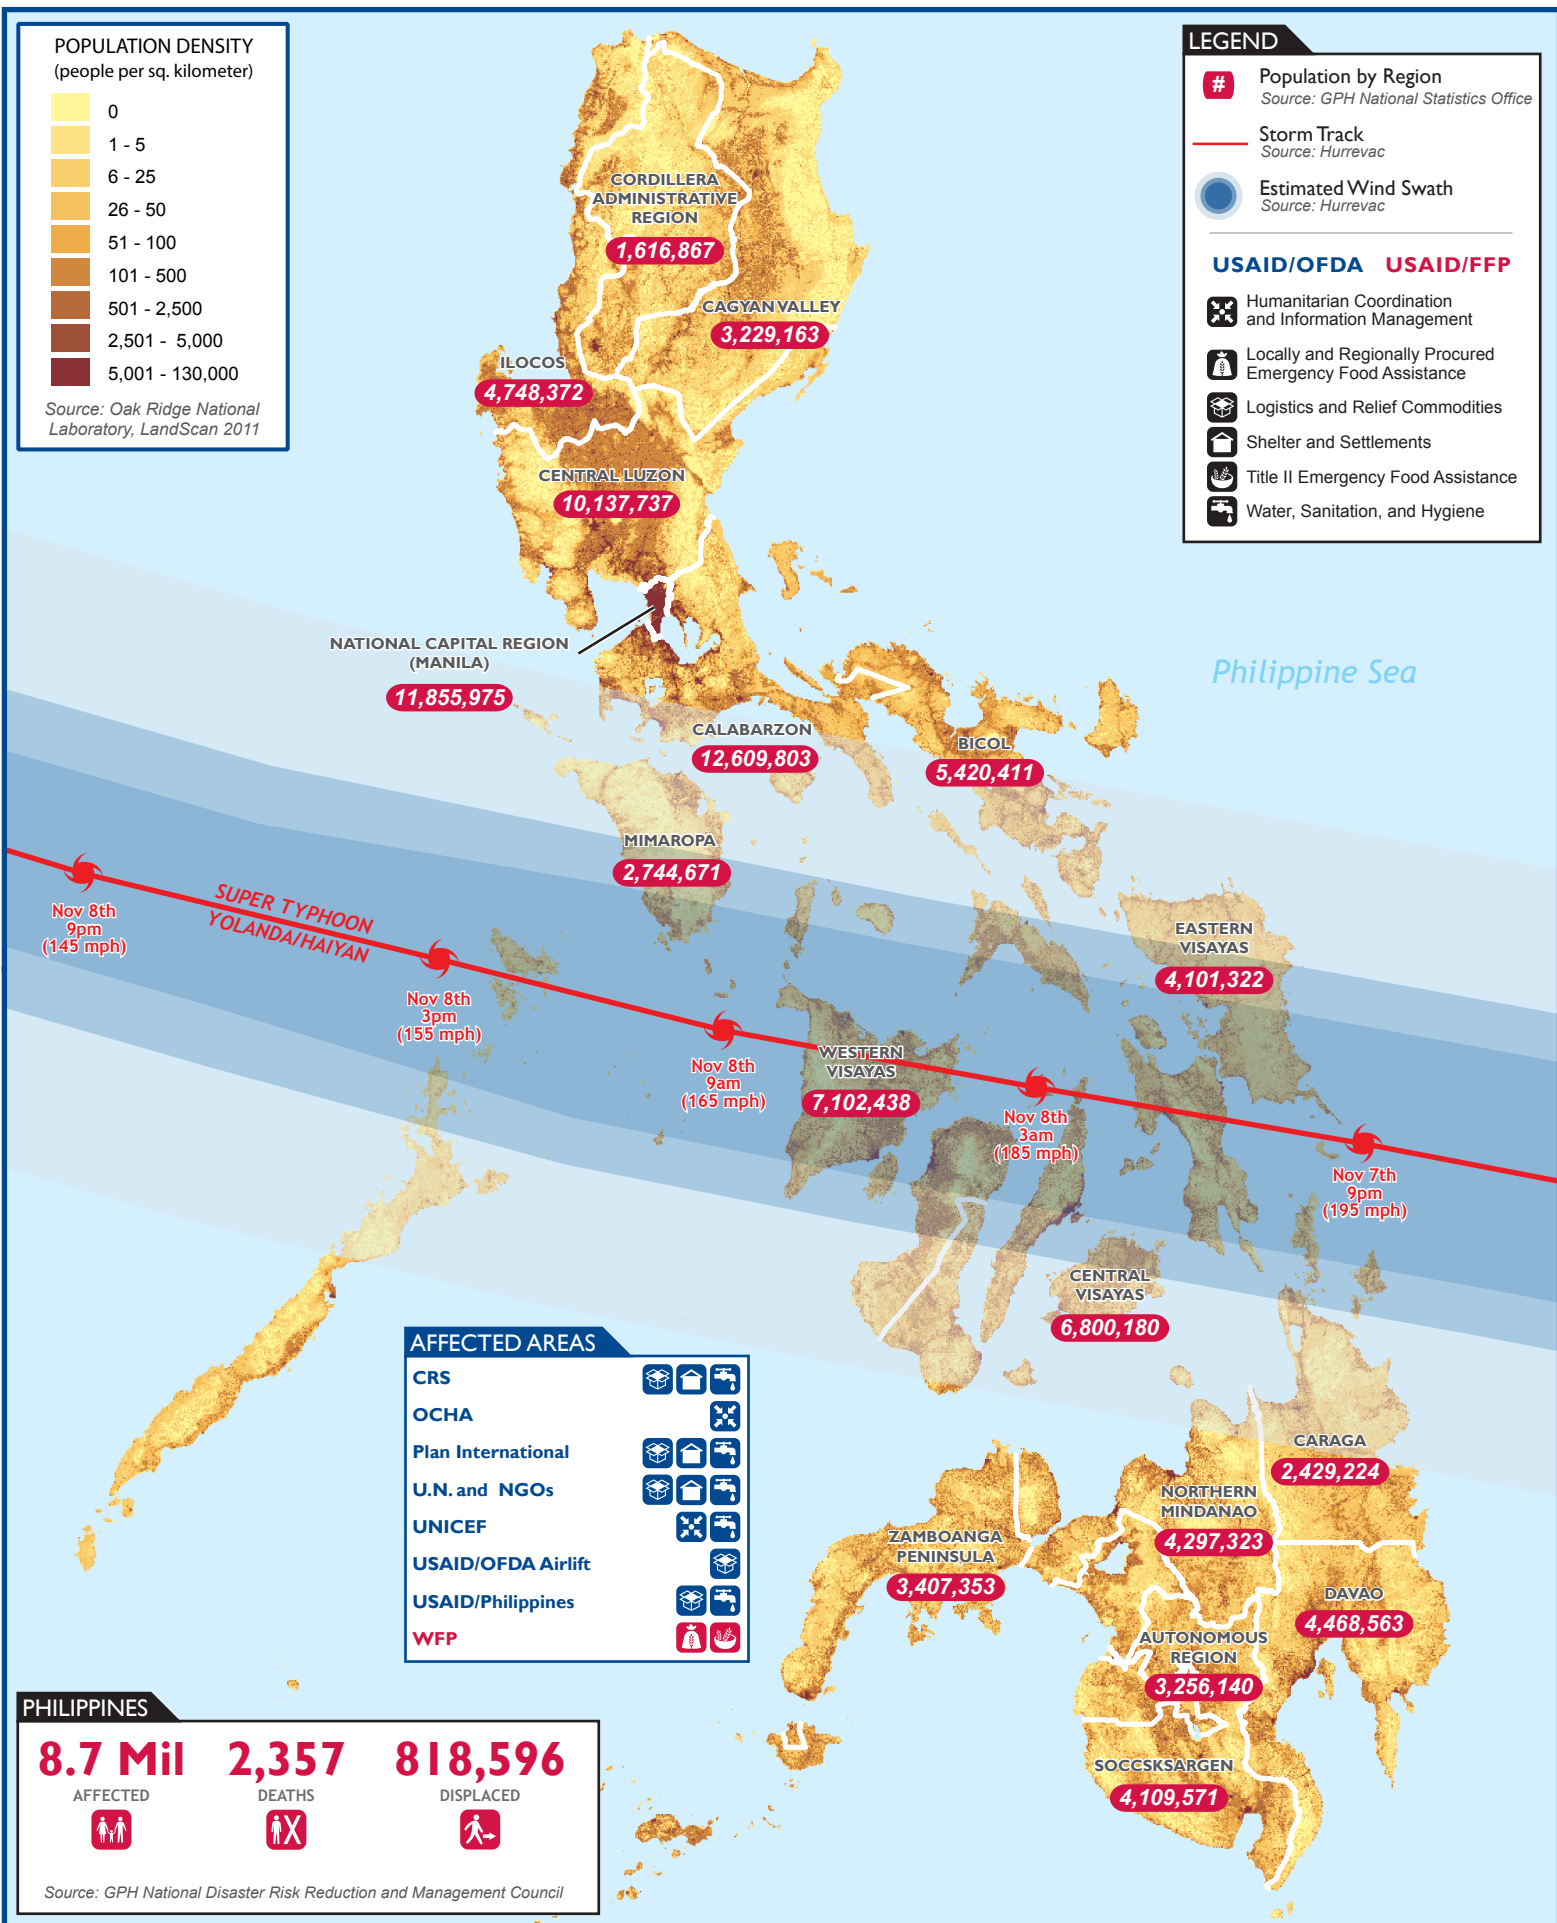 POPULATION DENSITY
(people per sq. kilometer)
0
1 - 5
6 - 25
26 - 50
51 - 100
101 - 500
501 - 2,500
2,501 - 5,000
5,001 - 130,000
Source: Oak Ridge National
Laboratory, LandScan 2011
LEGEND
#
Population by Region
Source: GPH National Statistics Office
Storm Track
Source: Hurrevac
Estimated Wind Swath
Source: Hurrevac
USAID/OFDA USAID/FFP
Humanitarian Coordination
and Information Management
Locally and Regionally Procured
Emergency Food Assistance
Logistics and Relief Commodities
Shelter and Settlements
Title II Emergency Food Assistance
Water, Sanitation, and Hygiene
CORDILLERA
ADMINISTRATIVE
REGION
1,616,867
CAGYAN VALLEY
3,229,163
ILOCOS
4,748,372
CENTRAL LUZON
10,137,737
NATIONAL CAPITAL REGION
(MANILA)
11,855,975
Philippine Sea
CALABARZON
12,609,803
BICOL
5,420,411
MIMAROPA
2,744,671
EASTERN
VISAYAS
4,101,322
SUPER TYPHOON
YOLANDA/HAIYAN
Nov 8th
9pm
(145 mph)
Nov 8th
3pm
(155 mph)
Nov 8th
9am
(165 mph)
WESTERN
VISAYAS
7,102,438
Nov 8th
3am
(185 mph)
Nov 7th
9pm
(195 mph)
CENTRAL
VISAYAS
6,800,180
AFFECTED AREAS
CRS
OCHA
Plan International
U.N. and NGOs
UNICEF
USAID/OFDA Airlift
USAID/Philippines
WFP
CARAGA
2,429,224
NORTHERN
MINDANAO
4,297,323
ZAMBOANGA
PENINSULA
3,407,353
DAVAO
4,468,563
AUTONOMOUS
REGION
3,256,140
SOCCSKSARGEN
4,109,571
PHILIPPINES
8.7 Mil 2,357 818,596
AFFECTED DEATHS DISPLACED
Source: GPH National Disaster Risk Reduction and Management Council